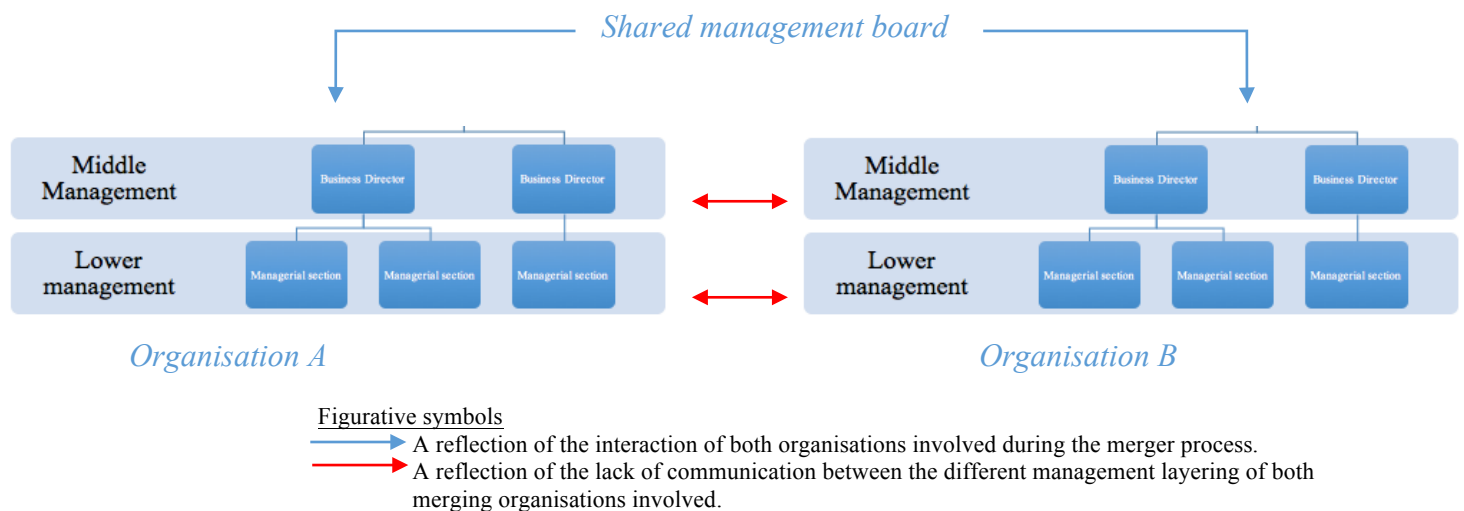 Shared management board
Middle
Management
Business Director
Business Director
Lower
management
Managerial section
Managerial section
Managerial section
Organisation A
Middle
Management
Business Director
Business Director
Lower
management
Managerial section
Managerial section
Managerial section
Organisation B
Figurative symbols
A reflection of the interaction of both organisations involved during the merger process.
A reflection of the lack of communication between the different management layering of both
merging organisations involved.